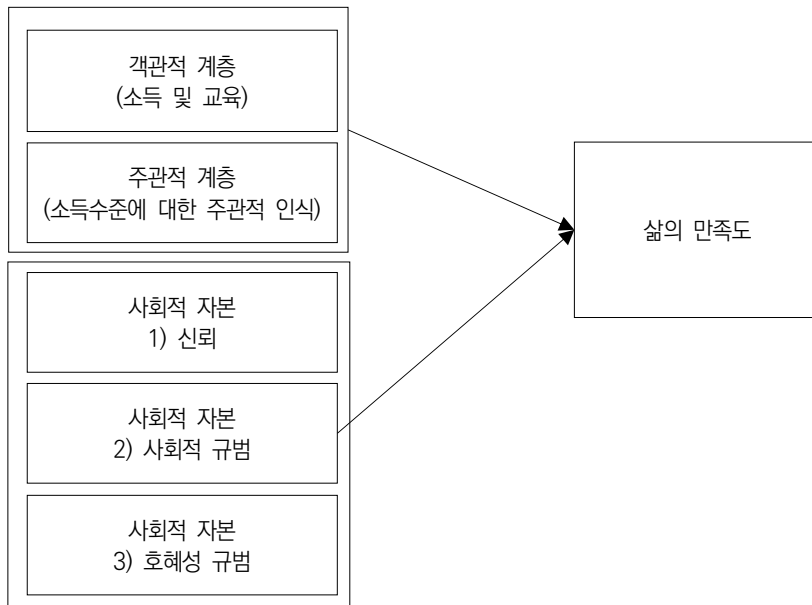 객관적 계층
(소득 및 교육)
주관적 계층
(소득수준에 대한 주관적 인식)
삶의 만족도
사회적 자본
1) 신뢰
사회적 자본
2) 사회적 규범
사회적 자본
3) 호혜성 규범